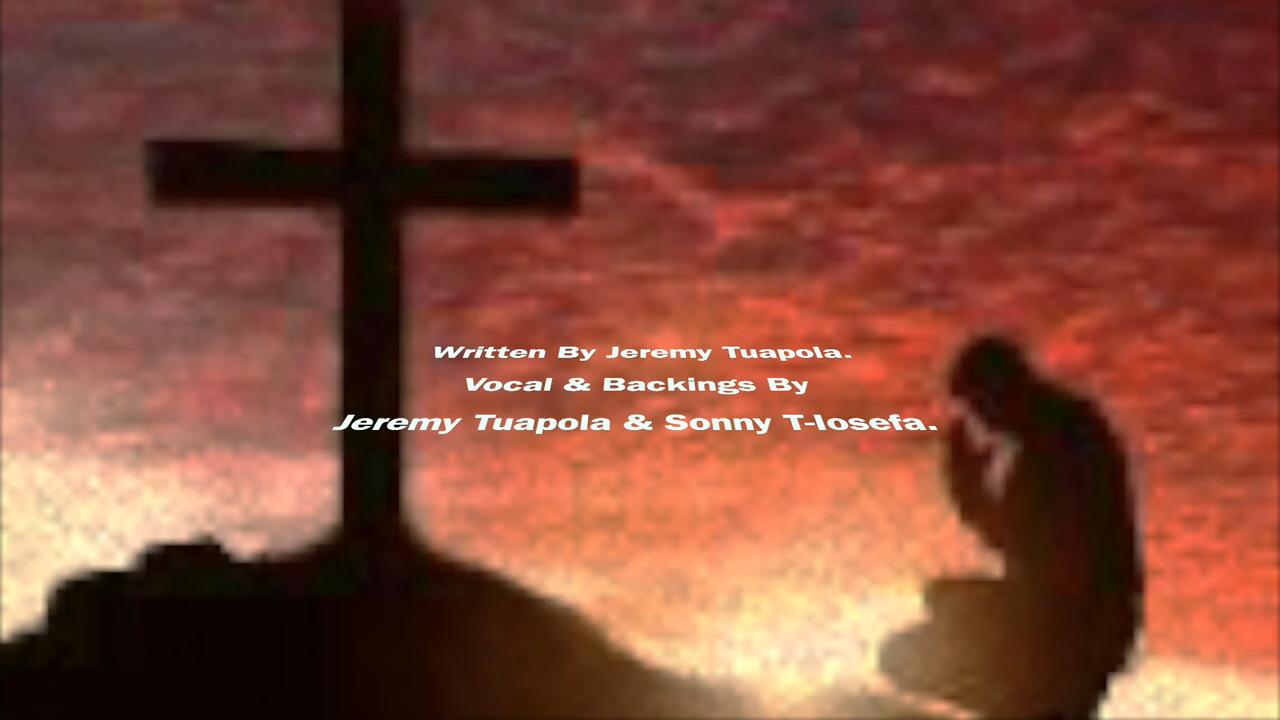 Written By Jeremy Tuapola.
Vocal & Backings By
Jeremy Tuapola & Sonny T-Iosefa.